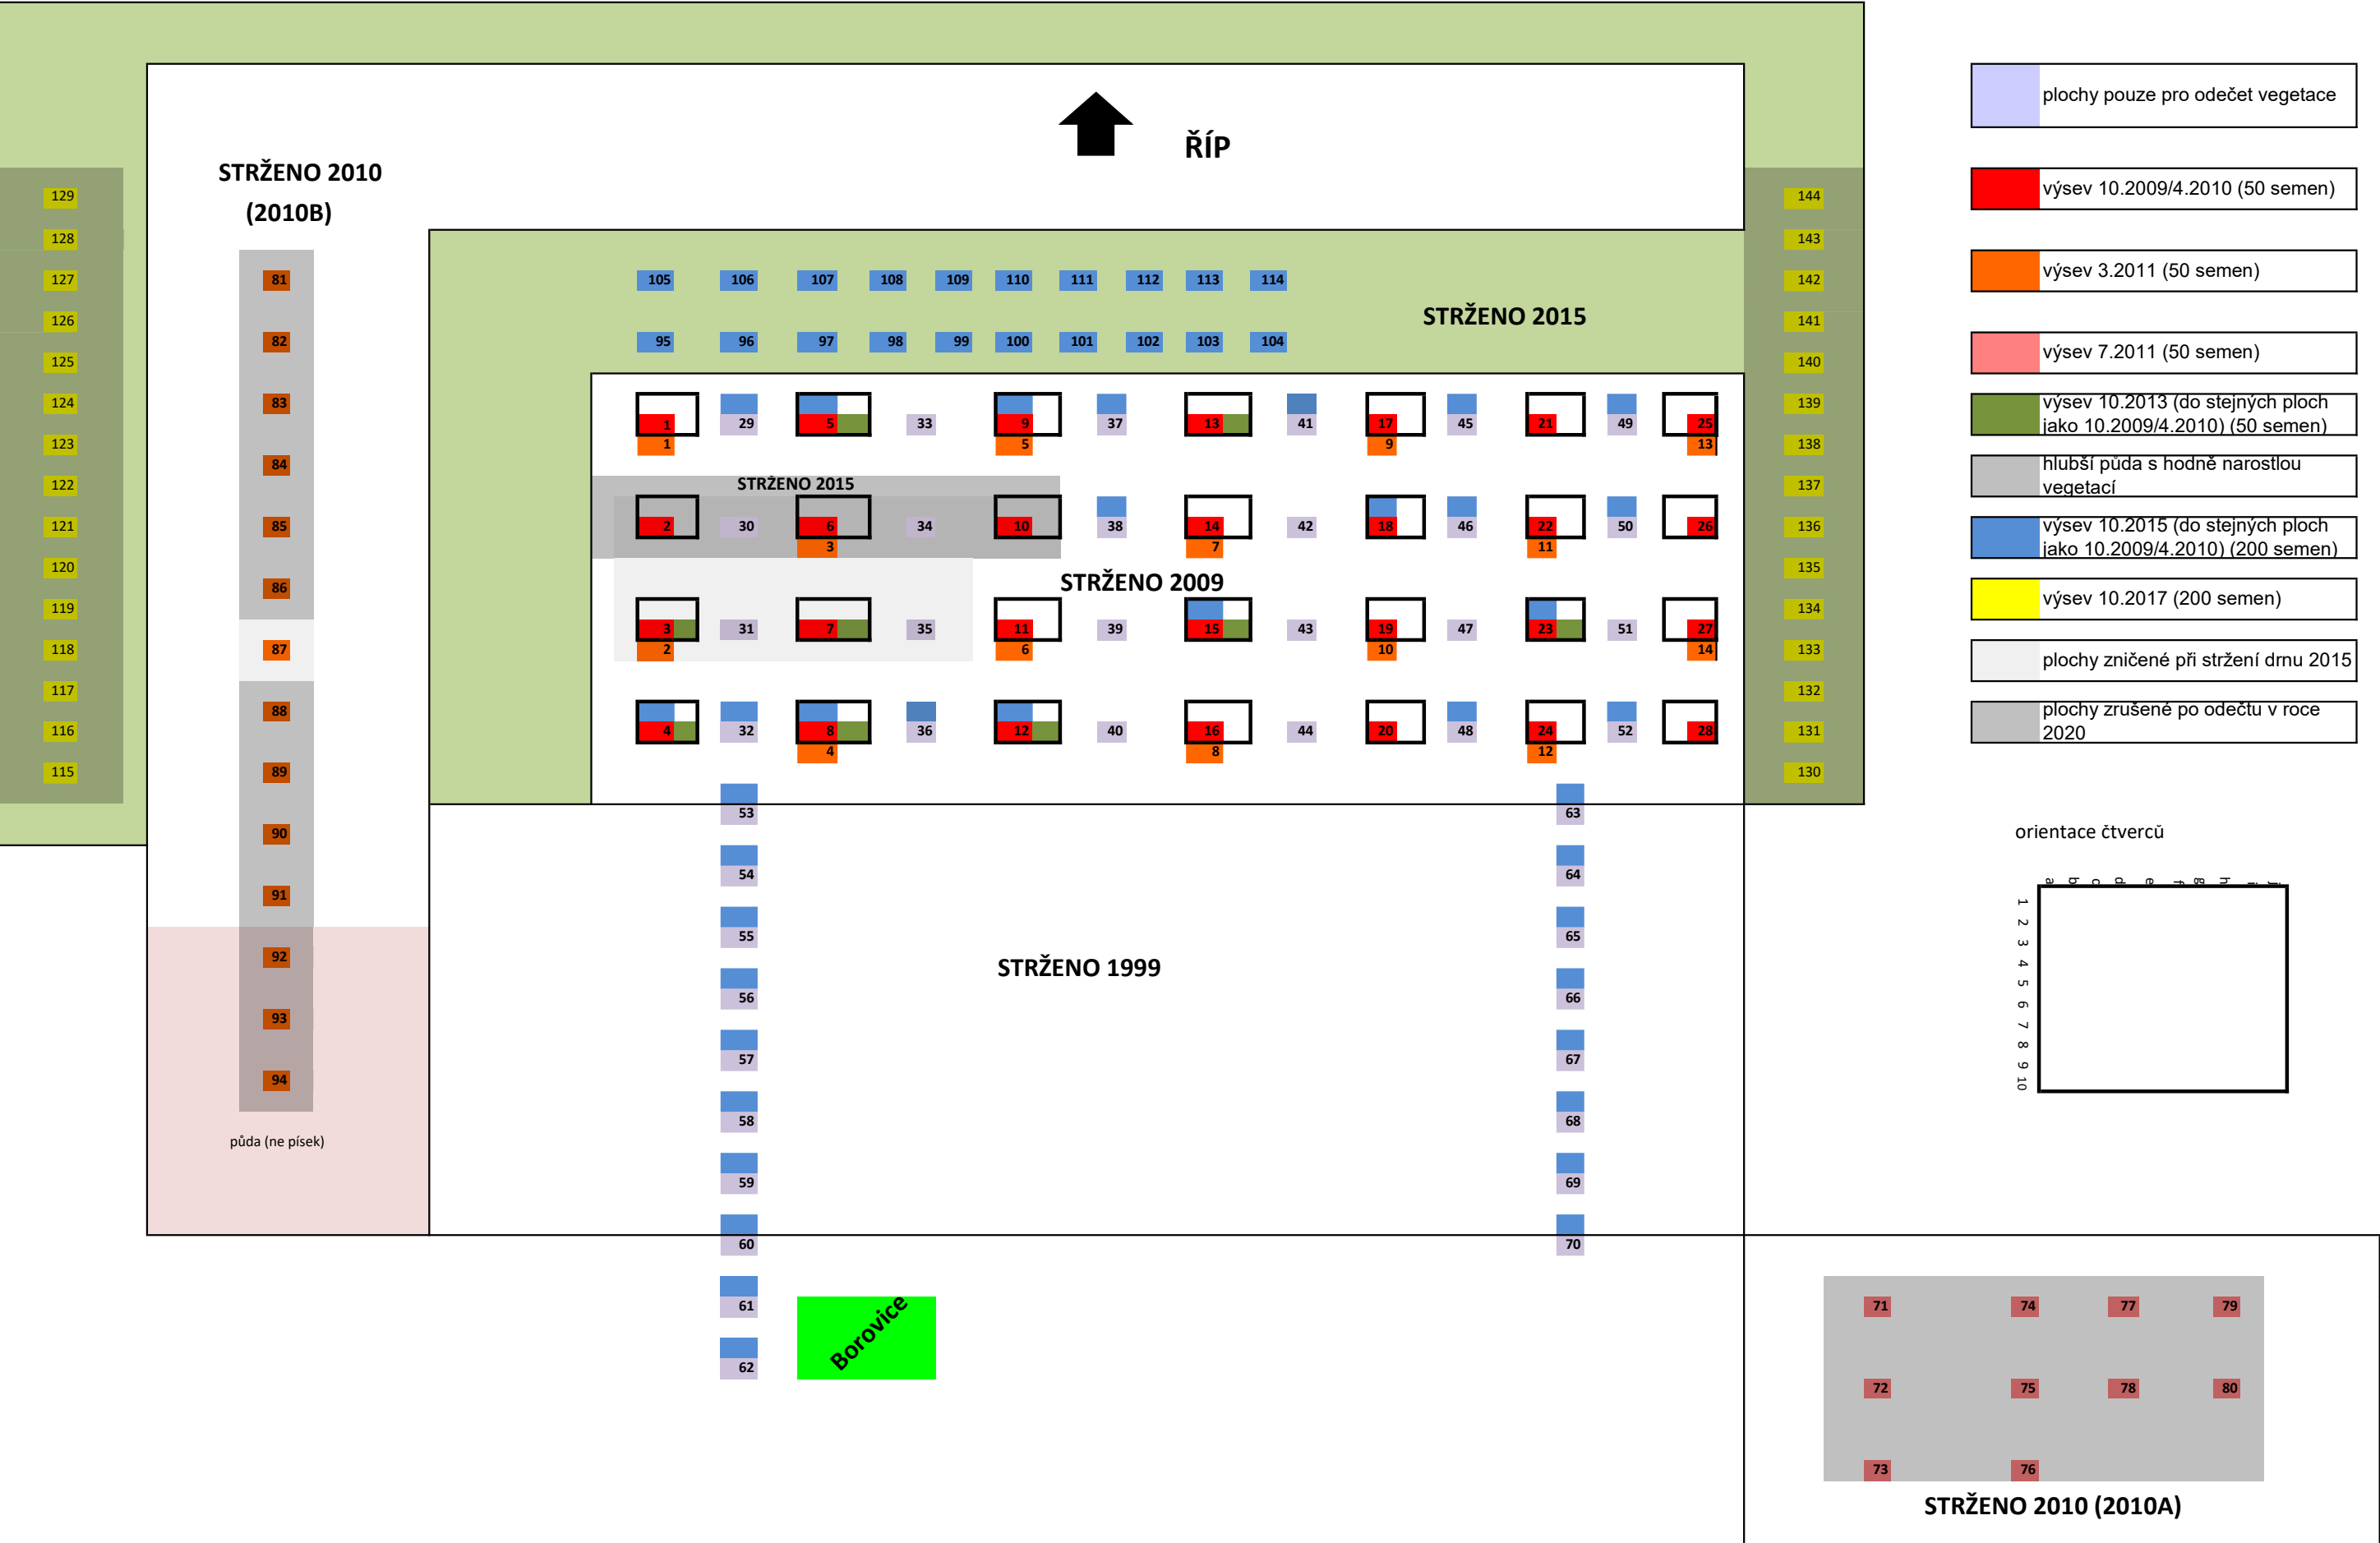 ŘÍP
STRŽENO 2010
(2010B)
129
128
127
126
125
124
123
122
121
120
119
118
117
116
115
81
82
83
84
85
86
87
88
89
90
91
92
93
94
půda (ne písek)
105 106 107 108 109 110 111 112 113 114
STRŽENO 2015
95 96 97 98 99 100 101 102 103 104
1 29 5 33 9 37 13 41 17 45 21 49 25
1 5 9 13
STRŽENO 2015
2 30 6 34 10 38 14 42 18 46 22 50 26
3 7 11
STRŽENO 2009
3 31 7 35 11 39 15 43 19 47 23 51 27
2 6 10 14
4 32 8 36 12 40 16 44 20 48 24 52 28
4 8 12
53 63
54 64
55 65
STRŽENO 1999
56 66
57 67
58 68
59 69
60 70
61
62
Borovice
144
143
142
141
140
139
138
137
136
135
134
133
132
131
130
71 74 77 79
72 75 78 80
73 76
STRŽENO 2010 (2010A)
plochy pouze pro odečet vegetace
výsev 10.2009/4.2010 (50 semen)
výsev 3.2011 (50 semen)
výsev 7.2011 (50 semen)
výsev 10.2013 (do stejných ploch
jako 10.2009/4.2010) (50 semen)
hlubší půda s hodně narostlou
vegetací
výsev 10.2015 (do stejných ploch
jako 10.2009/4.2010) (200 semen)
výsev 10.2017 (200 semen)
plochy zničené při stržení drnu 2015
plochy zrušené po odečtu v roce
2020
orientace čtverců
a b c d e f g h i j
1
2
3
4
5
6
7
8
9
10